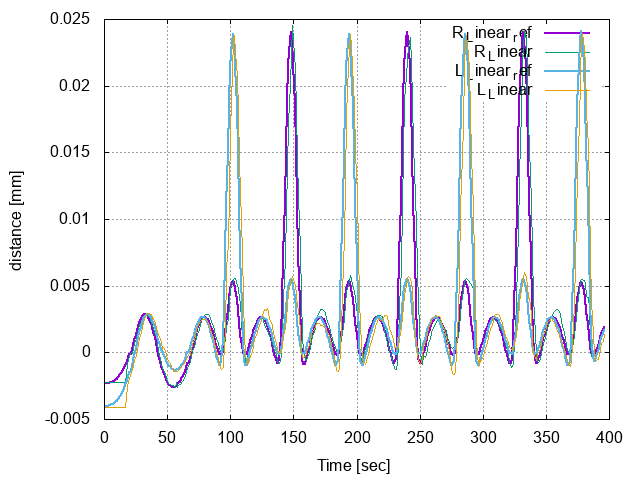 0.025
0.02
0.015
0.01
0.005
0
-0.005
0
50
100
150
200
250
300
350
400
distance [mm]
Time [sec]
R_Linear_ref
R_Linear
L_Linear_ref
L_Linear